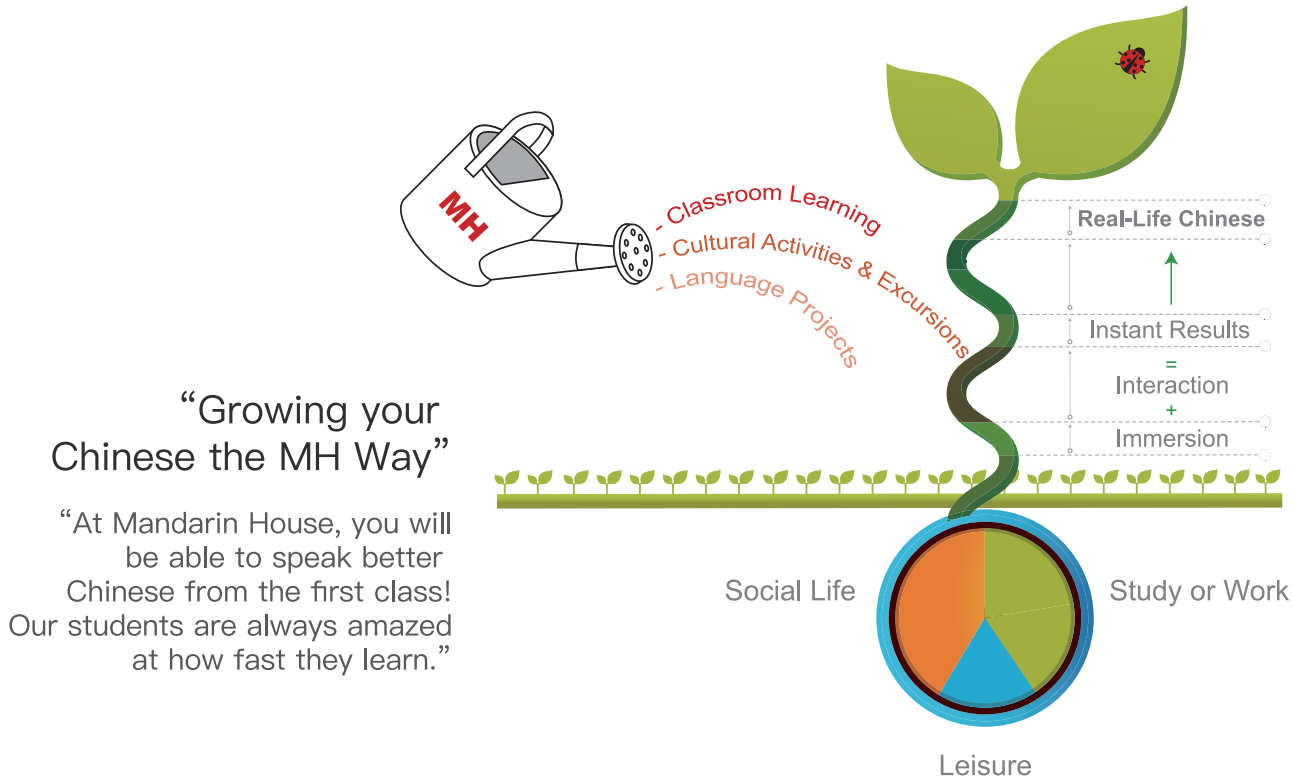 MH
- Classroom Learning
- Cultural Activities & Excursions
- Language Projects
Real-Life Chinese
Instant Results
=
Interaction
+
Immersion
“Growing your
Chinese the MH Way”
“At Mandarin House, you will
be able to speak better
Chinese from the first class!
Our students are always amazed
at how fast they learn.”
Social Life
Study or Work
Leisure